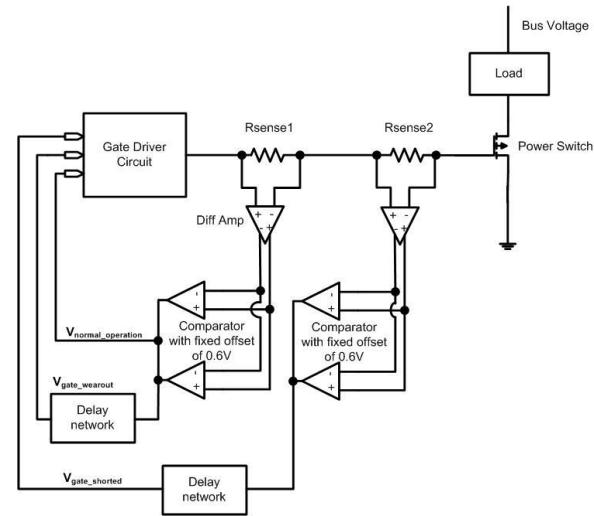 Bus Voltage
Load
Rsense1
Rsense2
Gate Driver
Circuit
Power Switch
+ -
- +
+ -
- +
Diff Amp
-
+
-
+
Comparator
with fixed offset
of 0.6V
Comparator
with fixed offset
of 0.6V
Vnormal_operation
-
+
-
+
Vgate_wearout
Delay
network
Vgate_shorted
Delay
network